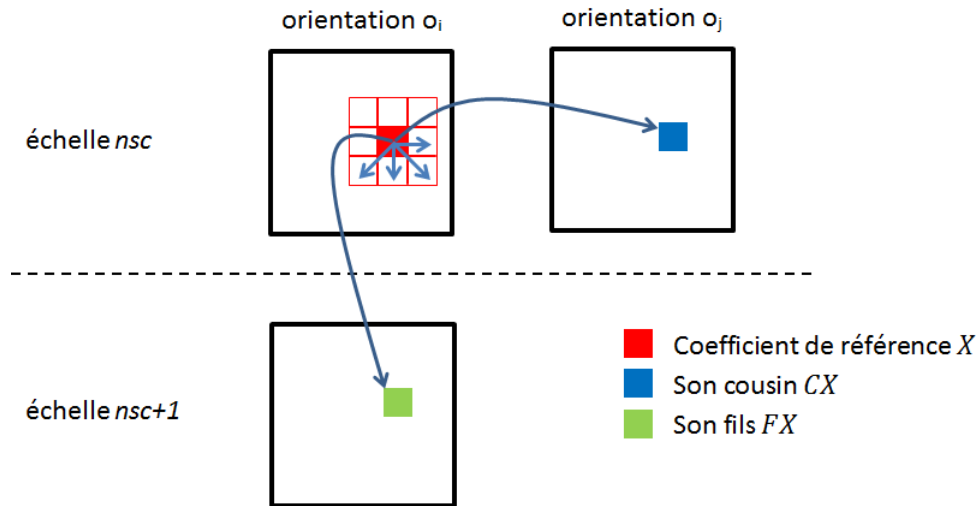 orientation oᵢ
orientation oⱼ
échelle nsc
échelle nsc+1
Coefficient de référence X
Son cousin CX
Son fils FX